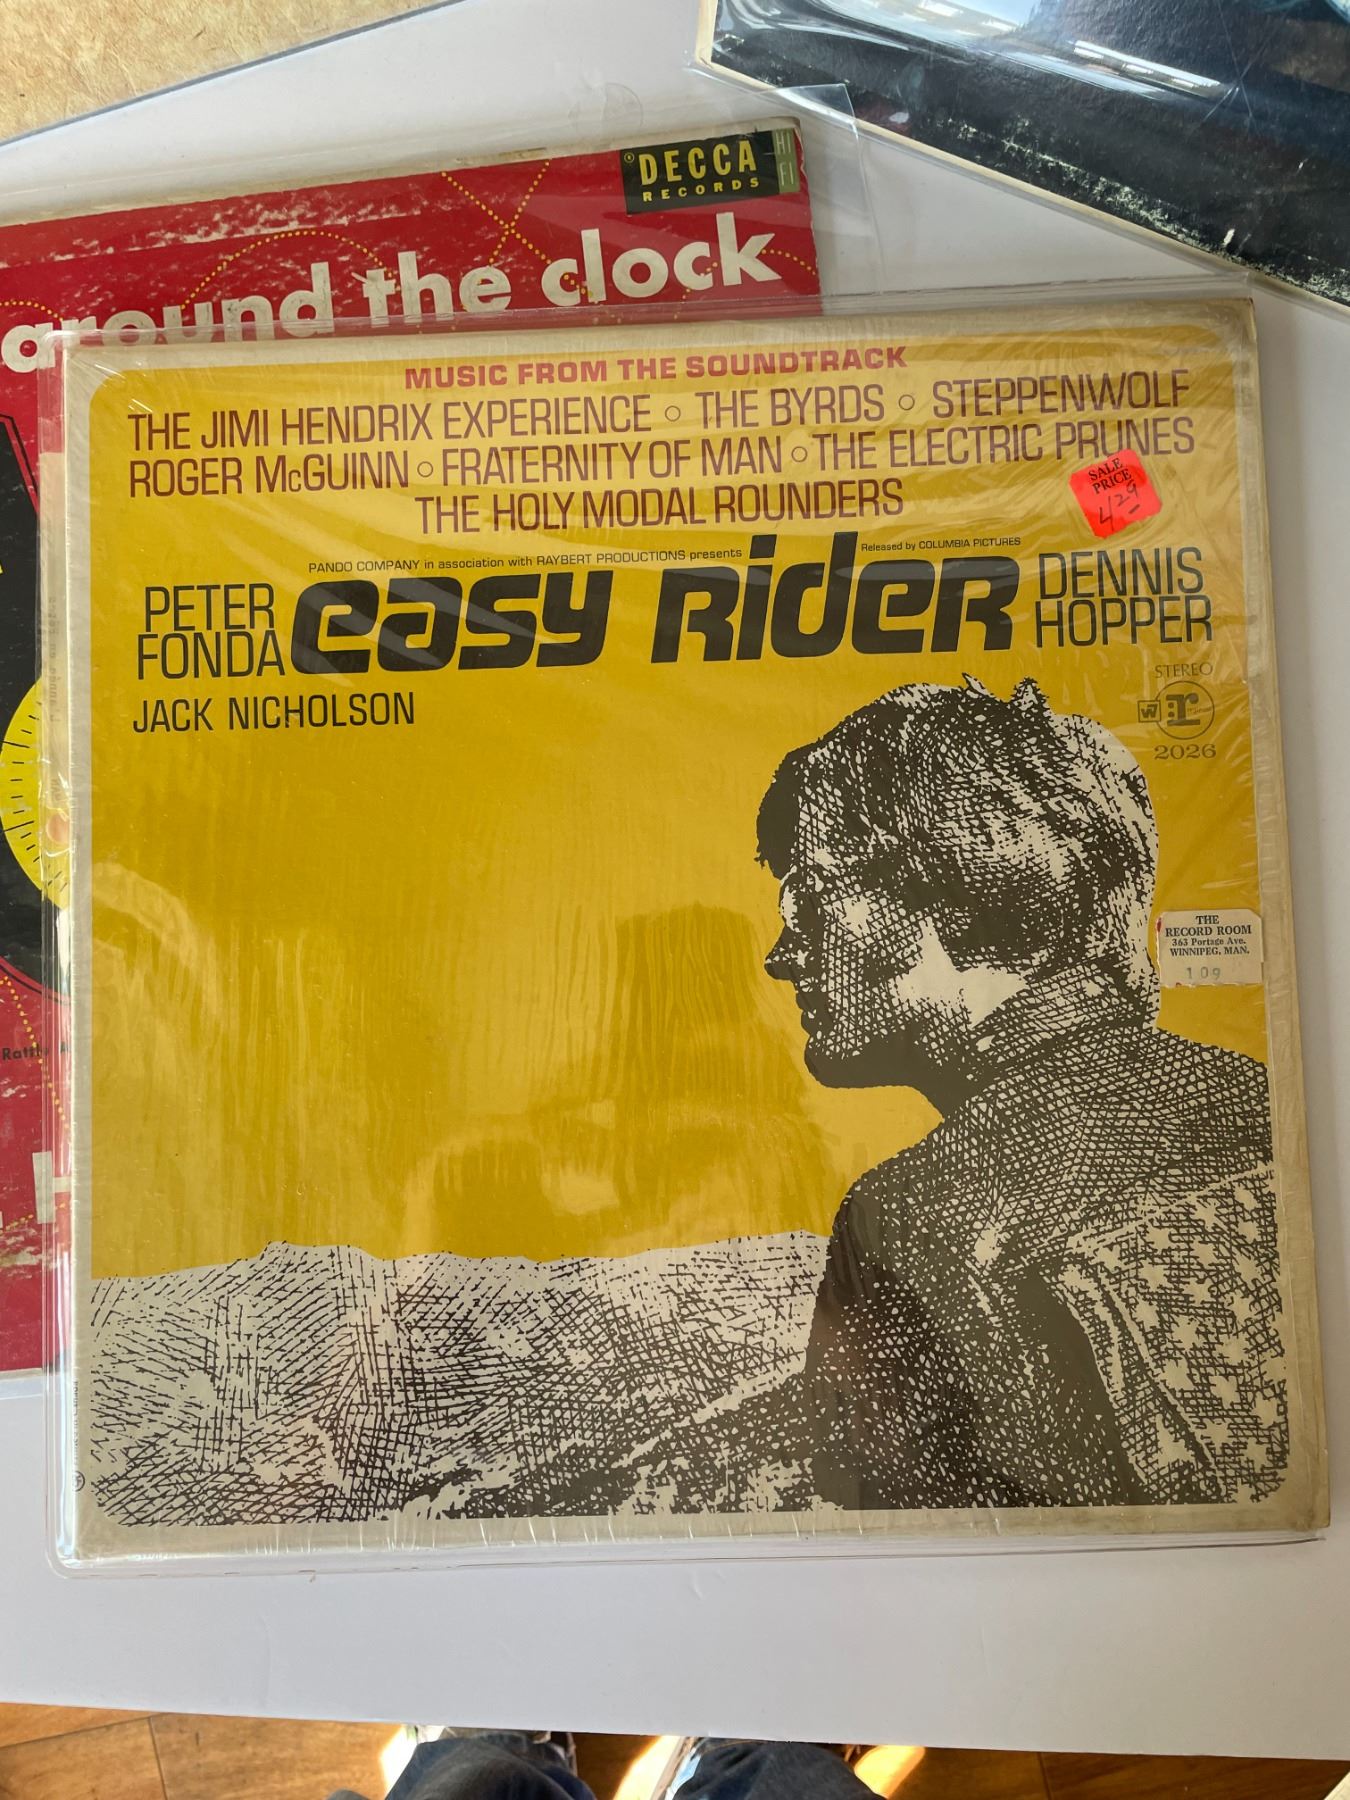 DECCA
RECORDS
HI
FI
around the clock
MUSIC FROM THE SOUNDTRACK
THE JIMI HENDRIX EXPERIENCE ○ THE BYRDS ○ STEPPENWOLF
ROGER McGUINN ○ FRATERNITY OF MAN ○ THE ELECTRIC PRUNES
THE HOLY MODAL ROUNDERS
SALE
PRICE
4 29
PANDO COMPANY in association with RAYBERT PRODUCTIONS presents
Released by COLUMBIA PICTURES
PETER
FONDA
easy Rider
DENNIS
HOPPER
JACK NICHOLSON
STEREO
W7
r
2026
THE
RECORD ROOM
363 Portage Ave.
WINNIPEG, MAN.
109